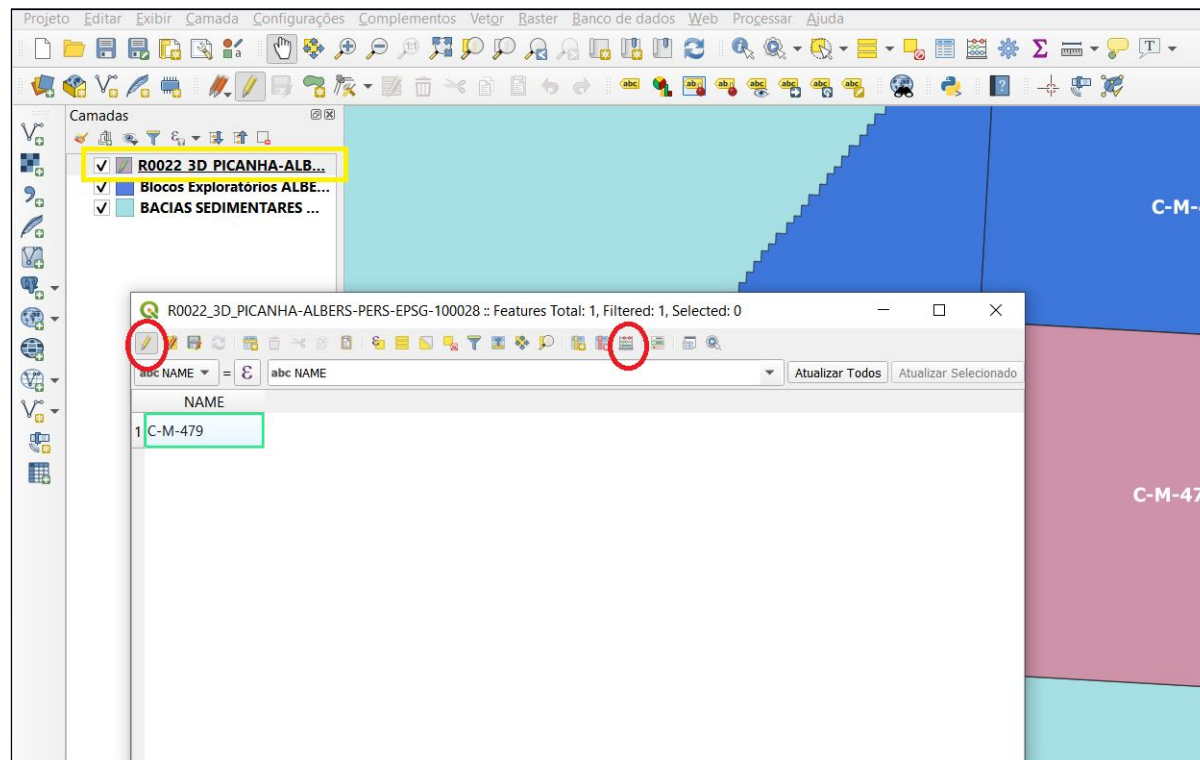 Projeto Editar Exibir Camada Configurações Complementos Vetor Raster Banco de dados Web Processar Ajuda
Camadas
R0022_3D_PICANHA-ALB...
Blocos Exploratórios ALBE...
BACIAS SEDIMENTARES ...
C-M-
R0022_3D_PICANHA-ALBERS-PERS-EPSG-100028 :: Features Total: 1, Filtered: 1, Selected: 0
abc NAME = ε abc NAME Atualizar Todos Atualizar Selecionado
NAME
1 C-M-479
C-M-47